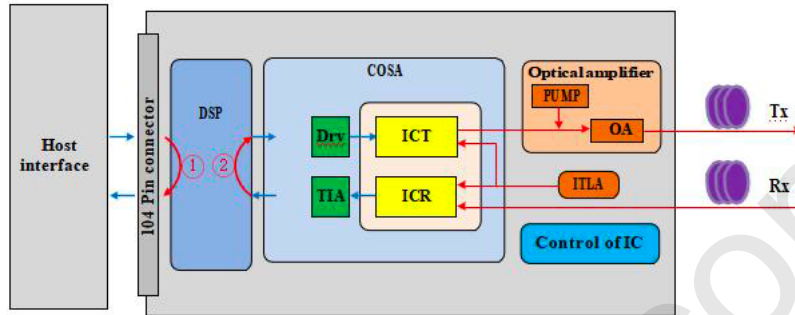 Host
interface
104 Pin connector
DSP
①
②
COSA
Drv
TIA
ICT
ICR
Optical amplifier
PUMP
OA
ITLA
Control of IC
Tx
Rx